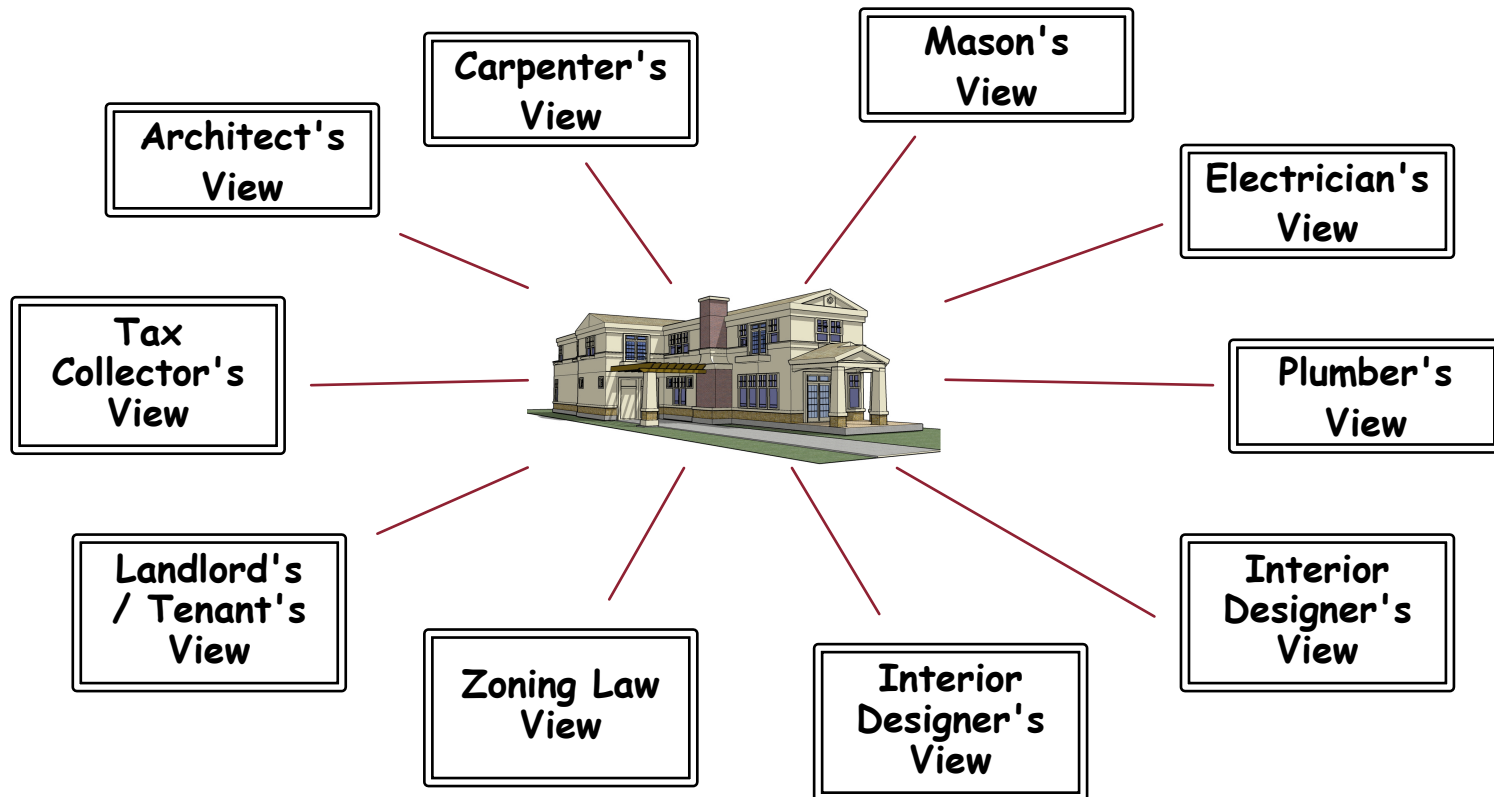 Mason's
View
Carpenter's
View
Architect's
View
Electrician's
View
Tax
Collector's
View
Plumber's
View
Landlord's
/ Tenant's
View
Interior
Designer's
View
Zoning Law
View
Interior
Designer's
View